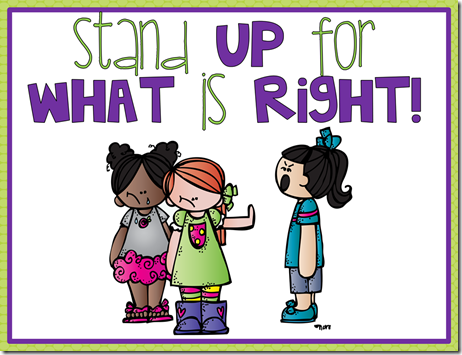 stand UP for
WHAT is RiGHT!